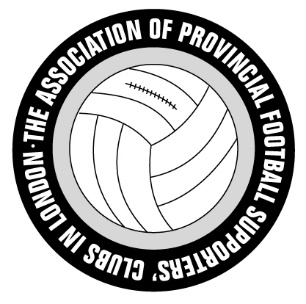 THE ASSOCIATION OF PROVINCIAL FOOTBALL SUPPORTERS' CLUBS IN LONDON·